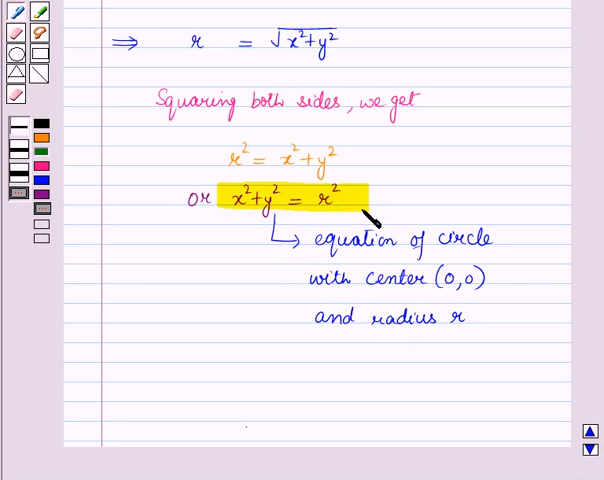 ⟹ r = √x²+y²
Squaring both sides, we get
r² = x²+y²
or x²+y² = r²
equation of circle
with center (0,0)
and radius r